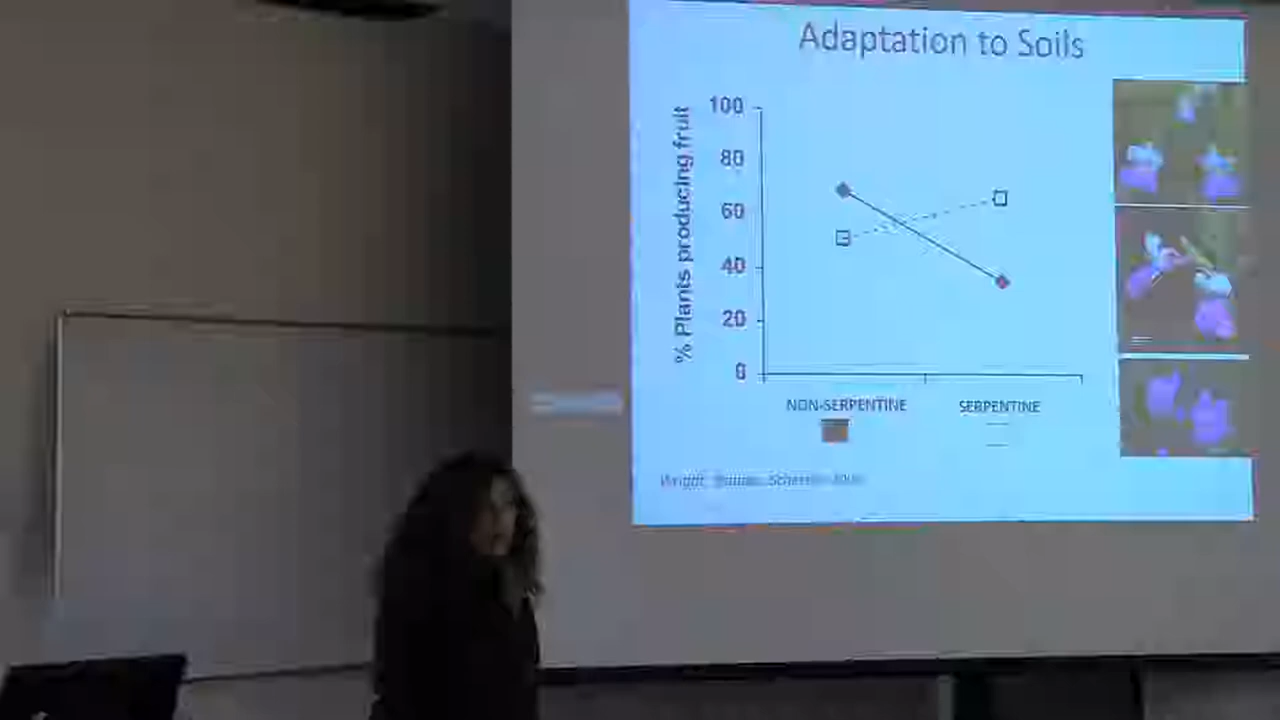 Adaptation to Soils
% Plants producing fruit
100
80
60
40
20
0
NON-SERPENTINE
SERPENTINE